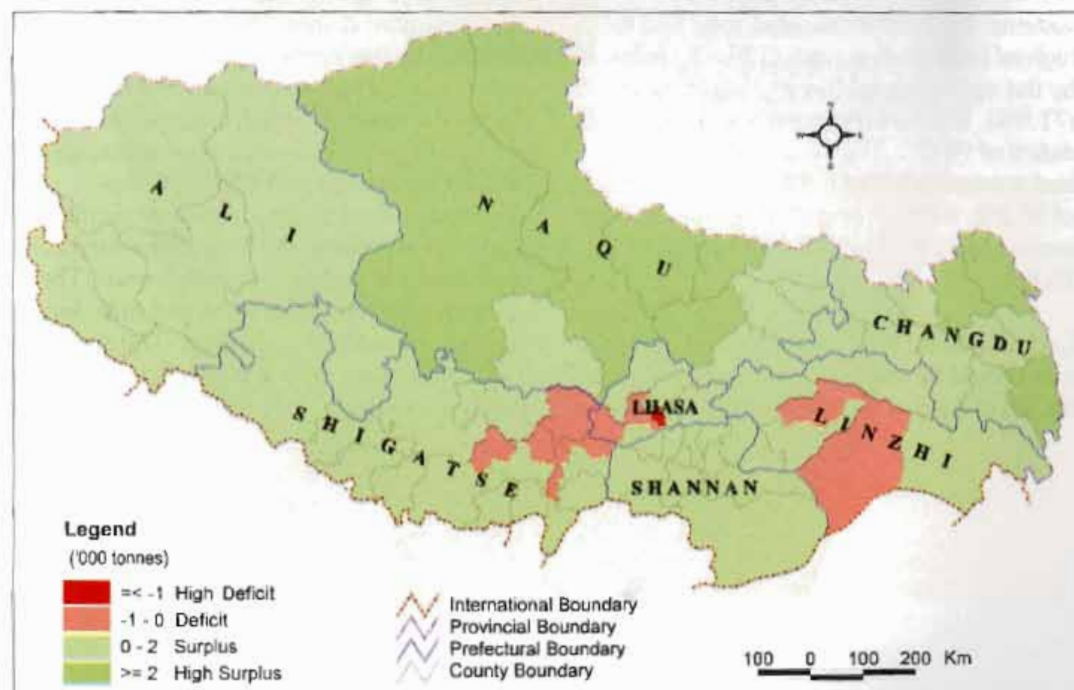 N
W E
S
ALI
NAQU
CHANGDU
LHASA
LINZHI
SHIGATSE
SHANNAN
Legend
('000 tonnes)
=< -1 High Deficit
-1 - 0 Deficit
0 - 2 Surplus
>= 2 High Surplus
International Boundary
Provincial Boundary
Prefectural Boundary
County Boundary
100 0 100 200 Km